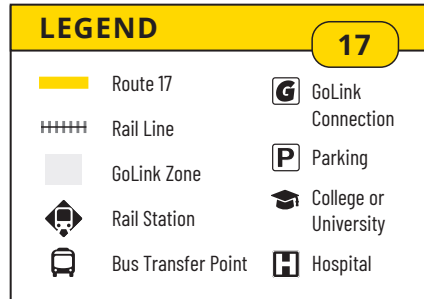 LEGEND
17
Route 17
Rail Line
GoLink Zone
Rail Station
Bus Transfer Point
G
GoLink
Connection
P
Parking
College or
University
H
Hospital